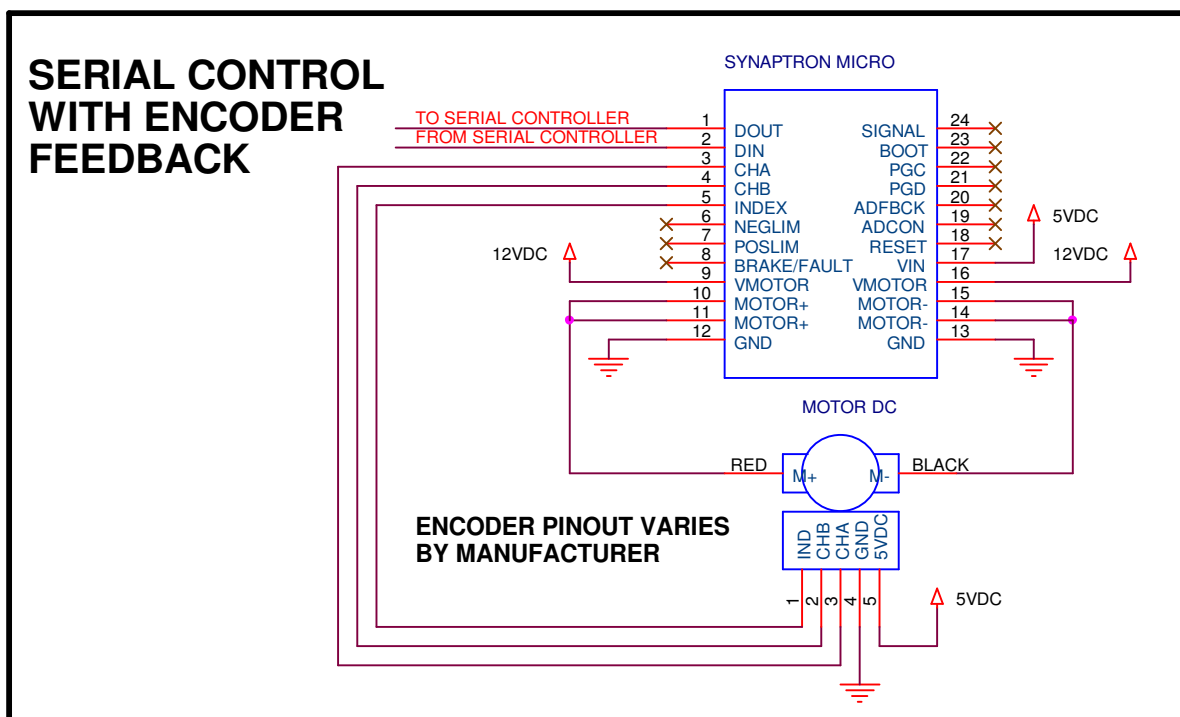 SERIAL CONTROL
WITH ENCODER
FEEDBACK
SYNAPTRON MICRO
TO SERIAL CONTROLLER
FROM SERIAL CONTROLLER
1 DOUT SIGNAL 24
2 DIN BOOT 23
3 CHA PGC 22
4 CHB PGD 21
5 INDEX ADFBCK 20
6 NEGLIM ADCON 19
7 POSLIM RESET 18
8 BRAKE/FAULT VIN 17
9 VMOTOR VMOTOR 16
10 MOTOR+ MOTOR- 15
11 MOTOR+ MOTOR- 14
12 GND GND 13
12VDC
5VDC
12VDC
MOTOR DC
RED M+ M- BLACK
ENCODER PINOUT VARIES
BY MANUFACTURER
IND CHB CHA GND 5VDC
1 2 3 4 5
5VDC